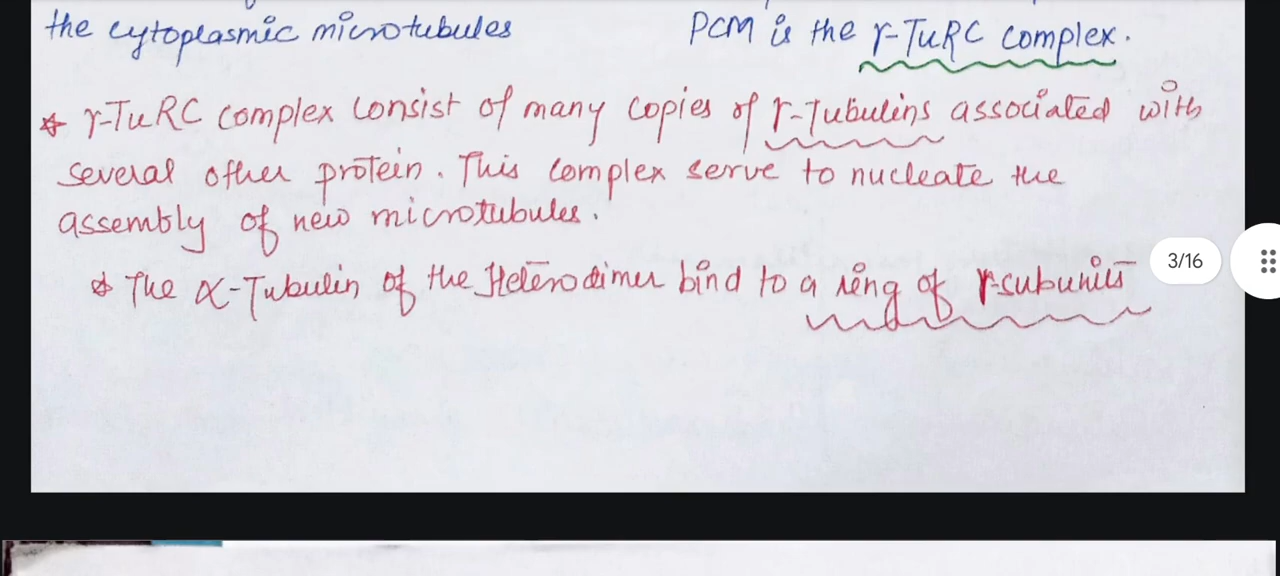 the cytoplasmic microtubules
PCM is the γ-TuRC complex.
* γ-TuRC complex consist of many copies of γ-Tubulins associated with
several other protein. This complex serve to nucleate the
assembly of new microtubules.
* The α-Tubulin of the Heterodimer bind to a ring of γ-subunits
3/16